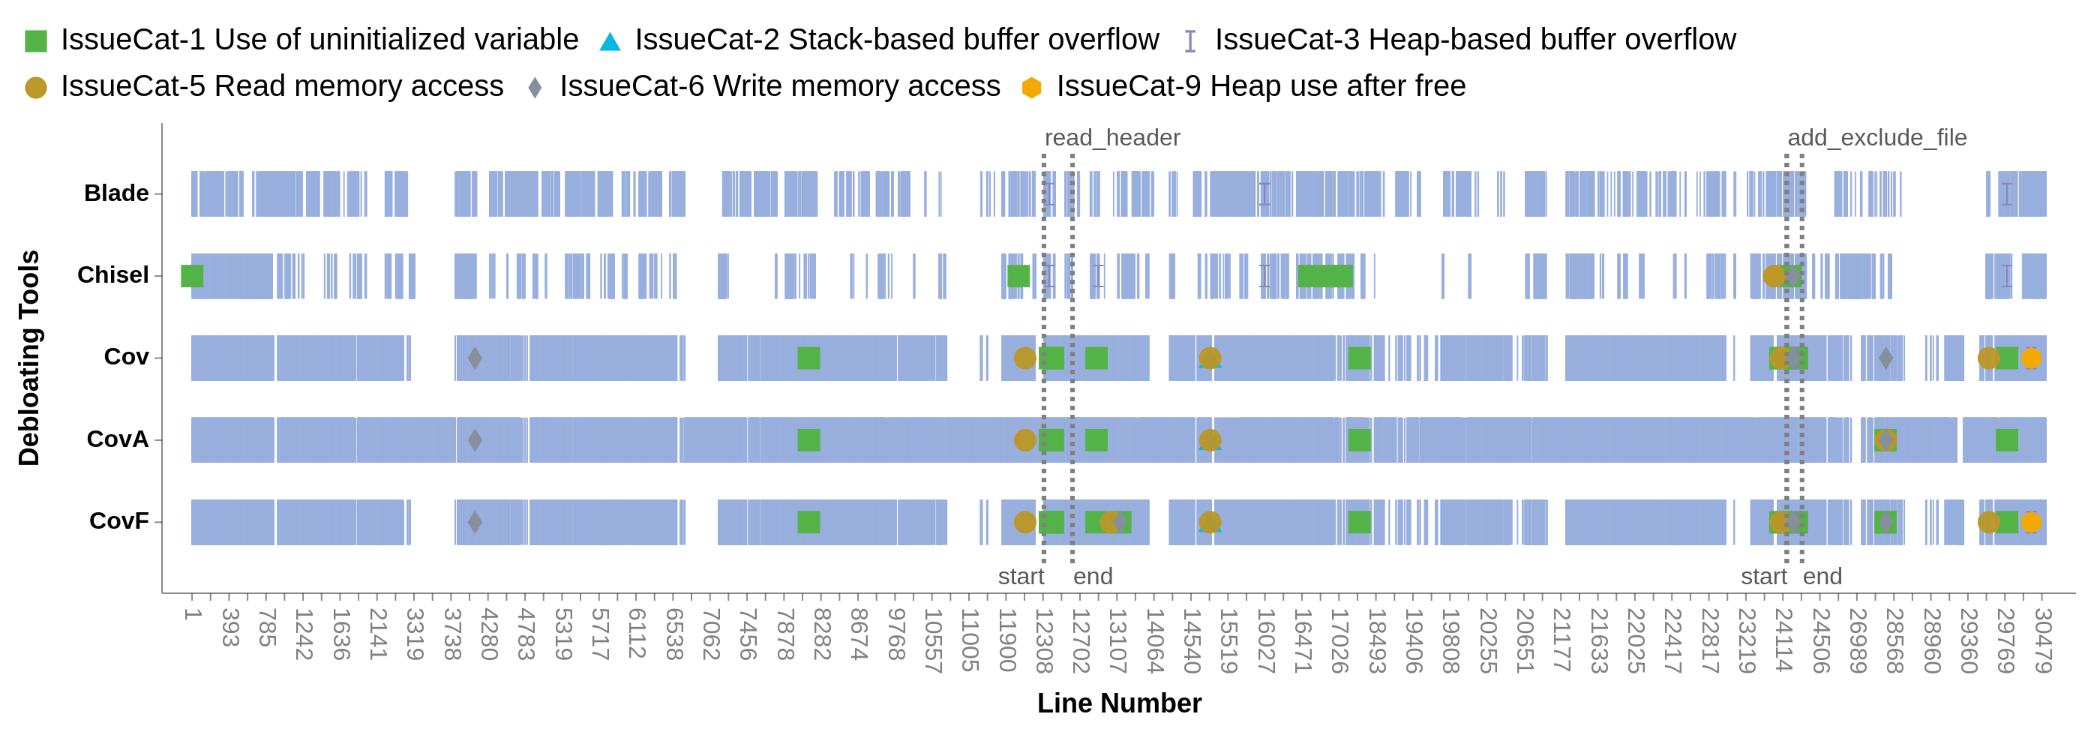 IssueCat-1 Use of uninitialized variable IssueCat-2 Stack-based buffer overflow IssueCat-3 Heap-based buffer overflow
IssueCat-5 Read memory access IssueCat-6 Write memory access IssueCat-9 Heap use after free
read_header add_exclude_file
Debloating Tools
Blade
Chisel
Cov
CovA
CovF
start end start end
1 393 785 1242 1636 2141 3319 3738 4280 4783 5319 5717 6112 6538 7062 7456 7878 8282 8674 9768 10557 11005 11900 12308 12702 13107 14064 14540 15519 16027 16471 17026 18493 19406 19808 20255 20651 21177 21633 22025 22417 22817 23219 24114 24506 26989 28568 28960 29360 29769 30479
Line Number